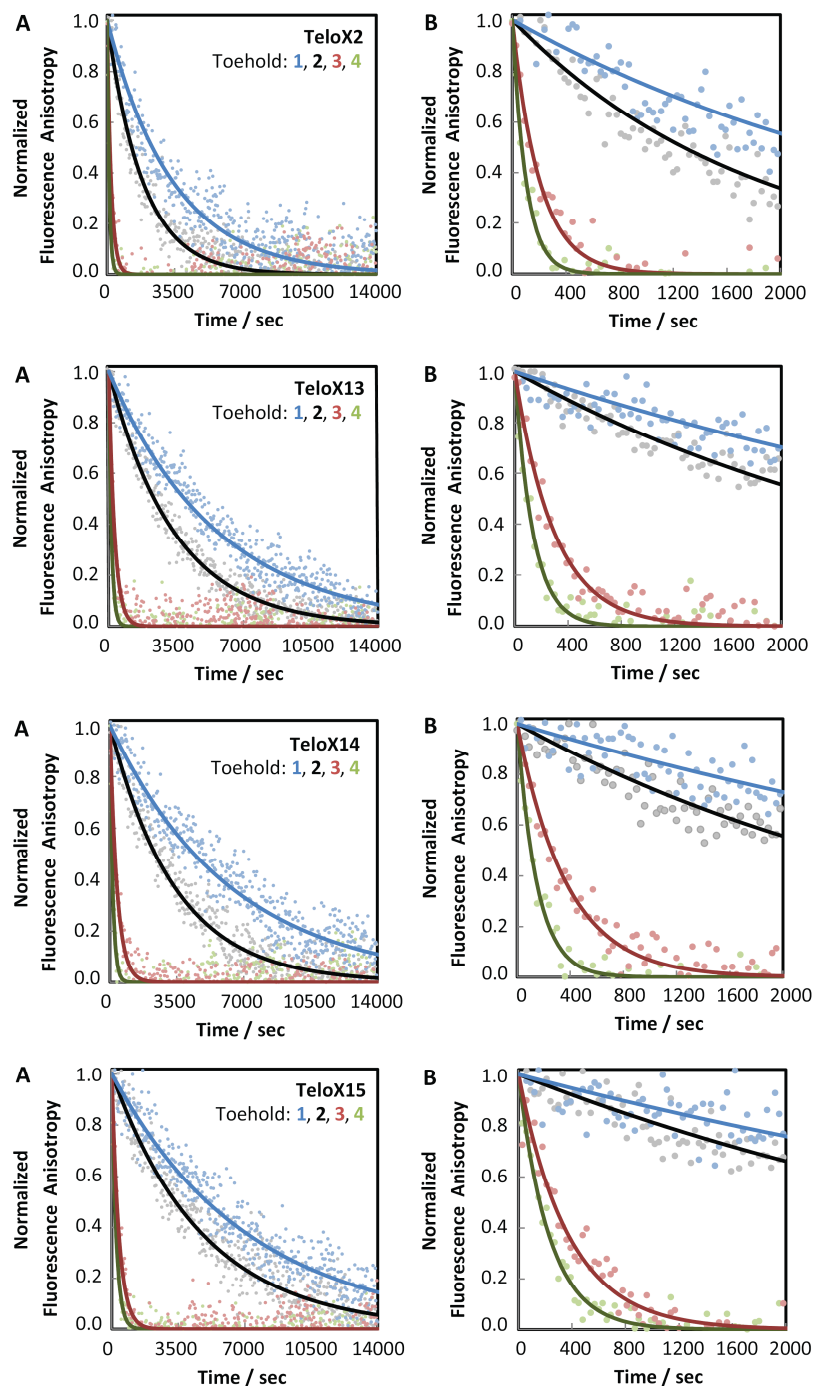 A
TeloX2
Toehold: 1, 2, 3, 4
Normalized
Fluorescence Anisotropy
1.0
0.8
0.6
0.4
0.2
0.0
0 3500 7000 10500 14000
Time / sec
B
Normalized
Fluorescence Anisotropy
1.0
0.8
0.6
0.4
0.2
0.0
0 400 800 1200 1600 2000
Time / sec
A
TeloX13
Toehold: 1, 2, 3, 4
Normalized
Fluorescence Anisotropy
1.0
0.8
0.6
0.4
0.2
0.0
0 3500 7000 10500 14000
Time / sec
B
Normalized
Fluorescence Anisotropy
1.0
0.8
0.6
0.4
0.2
0.0
0 400 800 1200 1600 2000
Time / sec
A
TeloX14
Toehold: 1, 2, 3, 4
Normalized
Fluorescence Anisotropy
1.0
0.8
0.6
0.4
0.2
0.0
0 3500 7000 10500 14000
Time / sec
B
Normalized
Fluorescence Anisotropy
1.0
0.8
0.6
0.4
0.2
0.0
0 400 800 1200 1600 2000
Time / sec
A
TeloX15
Toehold: 1, 2, 3, 4
Normalized
Fluorescence Anisotropy
1.0
0.8
0.6
0.4
0.2
0.0
0 3500 7000 10500 14000
Time / sec
B
Normalized
Fluorescence Anisotropy
1.0
0.8
0.6
0.4
0.2
0.0
0 400 800 1200 1600 2000
Time / sec